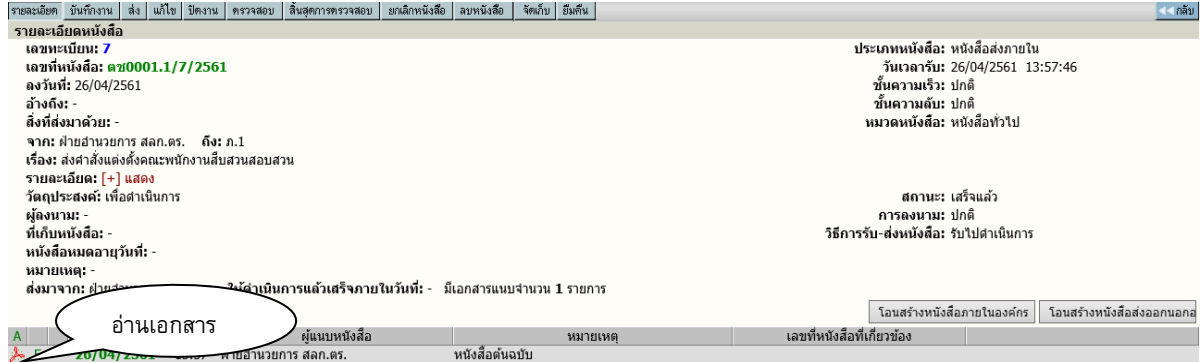 รายละเอียด บันทึกงาน ส่ง แก้ไข ปิดงาน ตรวจสอบ สิ้นสุดการตรวจสอบ ยกเลิกหนังสือ ลบหนังสือ จัดเก็บ ยืมคืน กลับ
รายละเอียดหนังสือ
เลขทะเบียน: 7 ประเภทหนังสือ: หนังสือส่งภายใน
เลขที่หนังสือ: ตช0001.1/7/2561 วันเวลารับ: 26/04/2561 13:57:46
ลงวันที่: 26/04/2561 ชั้นความเร็ว: ปกติ
อ้างถึง: - ชั้นความลับ: ปกติ
สิ่งที่ส่งมาด้วย: - หมวดหนังสือ: หนังสือทั่วไป
จาก: ฝ่ายอำนวยการ สลก.ตร. ถึง: ภ.1
เรื่อง: ส่งคำสั่งแต่งตั้งคณะพนักงานสืบสวนสอบสวน
รายละเอียด: [+] แสดง
วัตถุประสงค์: เพื่อดำเนินการ สถานะ: เสร็จแล้ว
ผู้ลงนาม: - การลงนาม: ปกติ
ที่เก็บหนังสือ: - วิธีการรับ-ส่งหนังสือ: รับไปดำเนินการ
หนังสือหมดอายุวันที่: -
หมายเหตุ: -
ส่งมาจาก: ให้ดำเนินการแล้วเสร็จภายในวันที่: - มีเอกสารแนบจำนวน 1 รายการ
โอนสร้างหนังสือภายในองค์กร โอนสร้างหนังสือส่งออกนอกอ
อ่านเอกสาร
A ผู้แนบหนังสือ หมายเหตุ เลขที่หนังสือที่เกี่ยวข้อง
26/04/2561 ฝ่ายอำนวยการ สลก.ตร. หนังสือต้นฉบับ